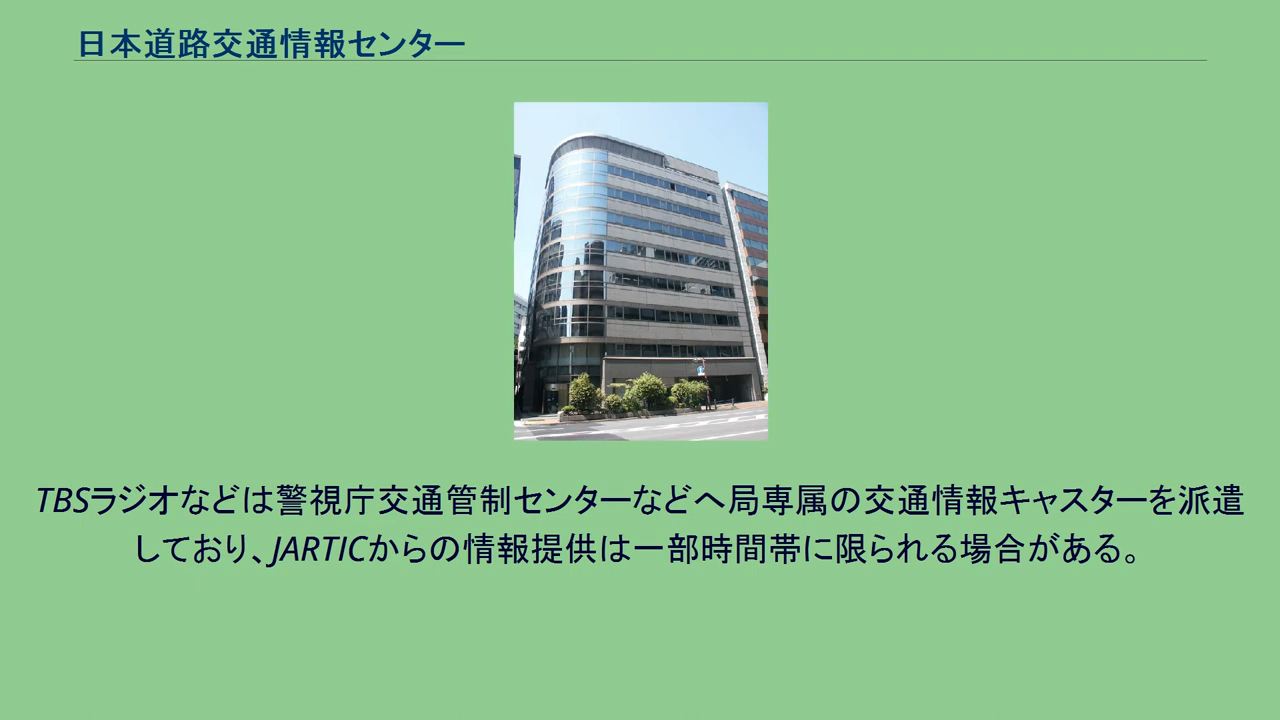 日本道路交通情報センター
TBSラジオなどは警視庁交通管制センターなどへ局専属の交通情報キャスターを派遣
しており、JARTICからの情報提供は一部時間帯に限られる場合がある。